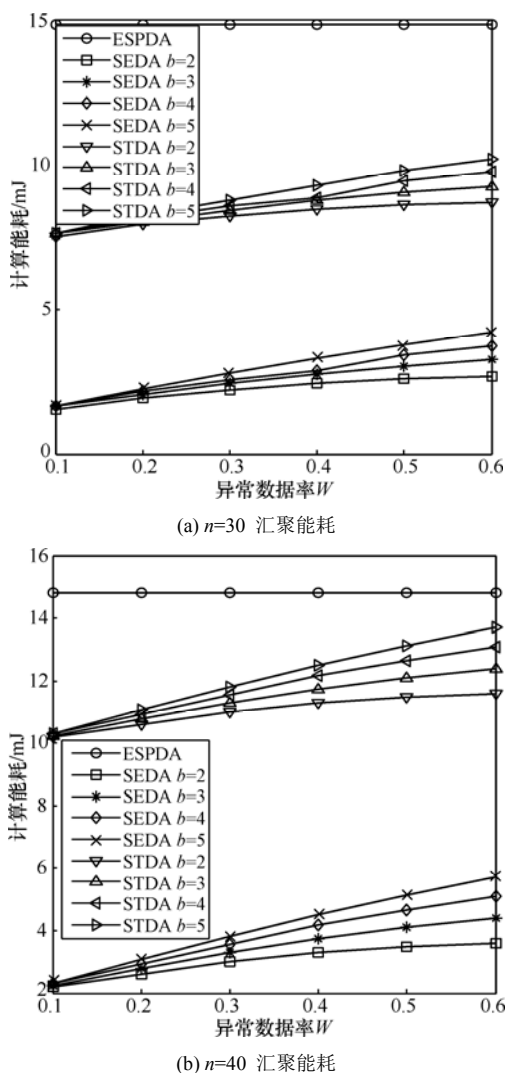 15
ESPDA
SEDA b=2
SEDA b=3
SEDA b=4
SEDA b=5
STDA b=2
STDA b=3
STDA b=4
STDA b=5
10
5
0
计算能耗/mJ
0.1 0.2 0.3 0.4 0.5 0.6
异常数据率W
(a) n=30 汇聚能耗
16
14
12
10
ESPDA
SEDA b=2
SEDA b=3
SEDA b=4
SEDA b=5
STDA b=2
STDA b=3
STDA b=4
STDA b=5
8
6
4
2
计算能耗/mJ
0.1 0.2 0.3 0.4 0.5 0.6
异常数据率W
(b) n=40 汇聚能耗